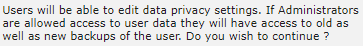 Users will be able to edit data privacy settings. If Administrators
are allowed access to user data they will have access to old as
well as new backups of the user. Do you wish to continue ?